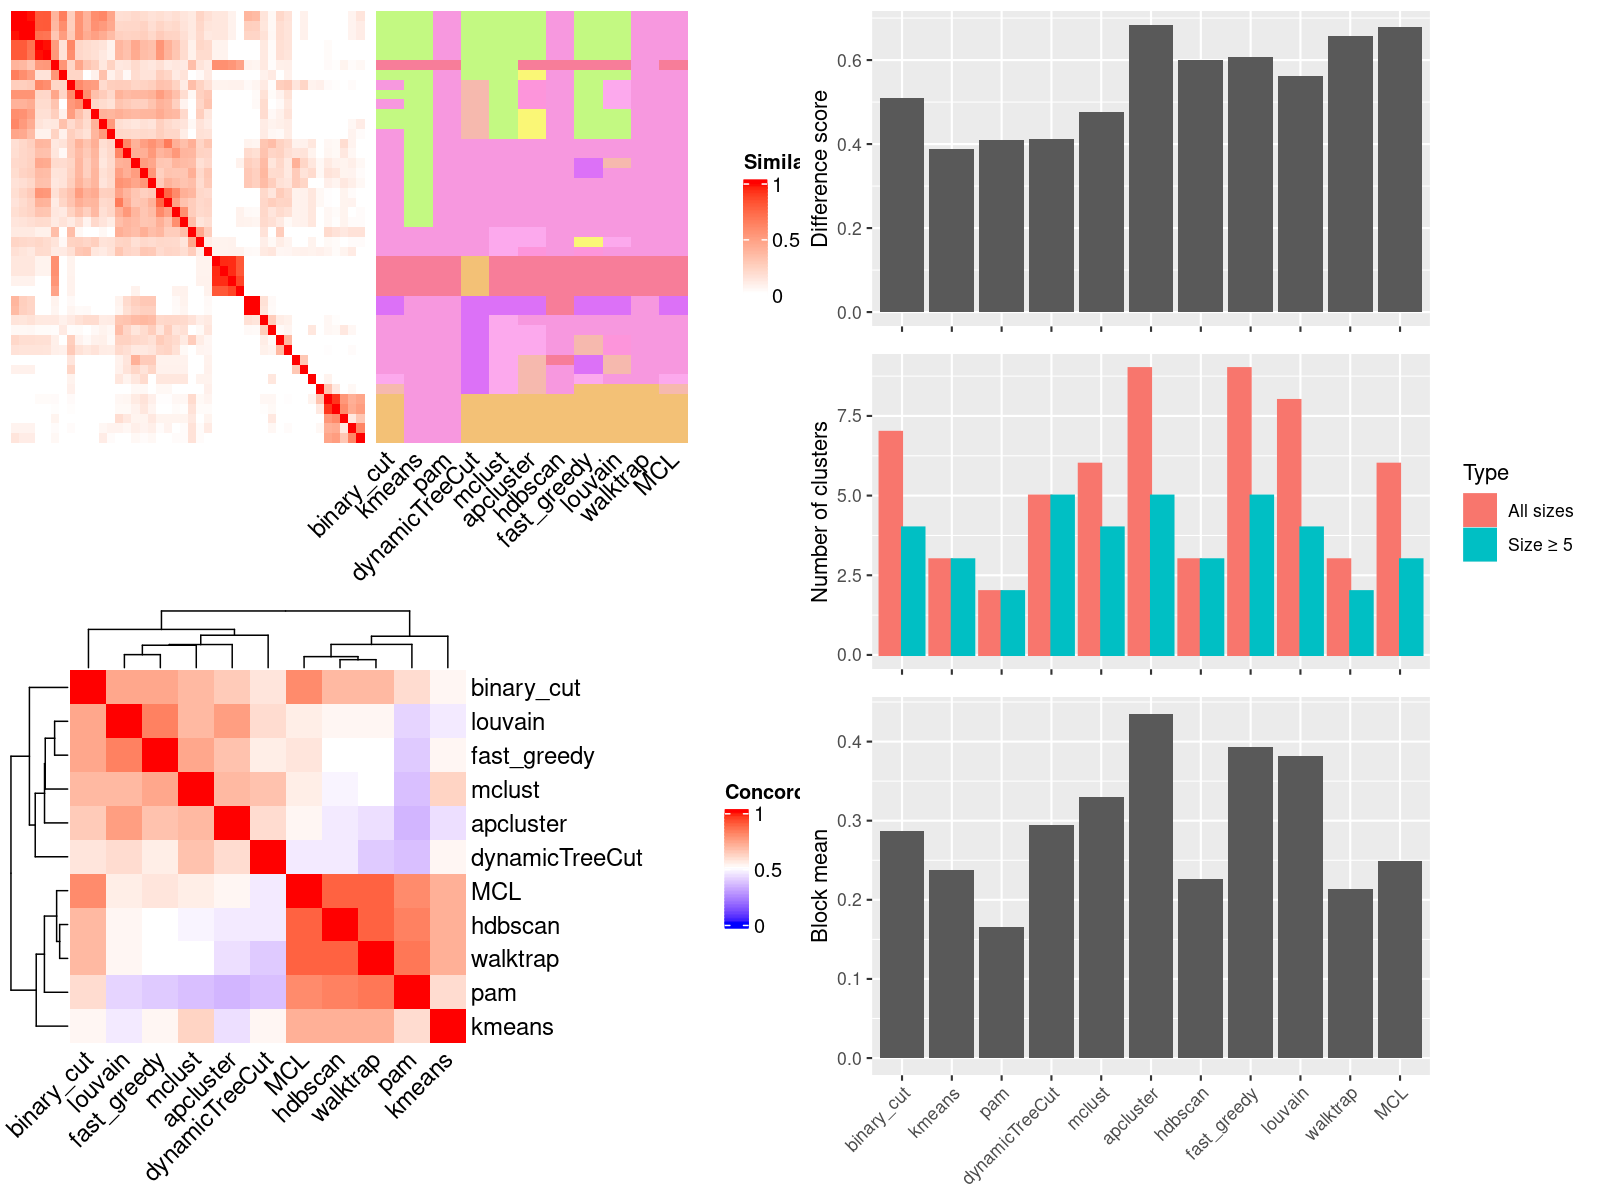 Simila
1
0.5
0
binary_cut
kmeans
pam
dynamicTreeCut
mclust
apcluster
hdbscan
fast_greedy
louvain
walktrap
MCL
binary_cut
louvain
fast_greedy
mclust
apcluster
dynamicTreeCut
MCL
hdbscan
walktrap
pam
kmeans
binary_cut
louvain
fast_greedy
mclust
apcluster
dynamicTreeCut
MCL
hdbscan
walktrap
pam
kmeans
Concord
1
0.5
0
Difference score
0.6
0.4
0.2
0.0
Number of clusters
7.5
5.0
2.5
0.0
Type
All sizes
Size ≥ 5
Block mean
0.4
0.3
0.2
0.1
0.0
binary_cut
kmeans
pam
dynamicTreeCut
mclust
apcluster
hdbscan
fast_greedy
louvain
walktrap
MCL